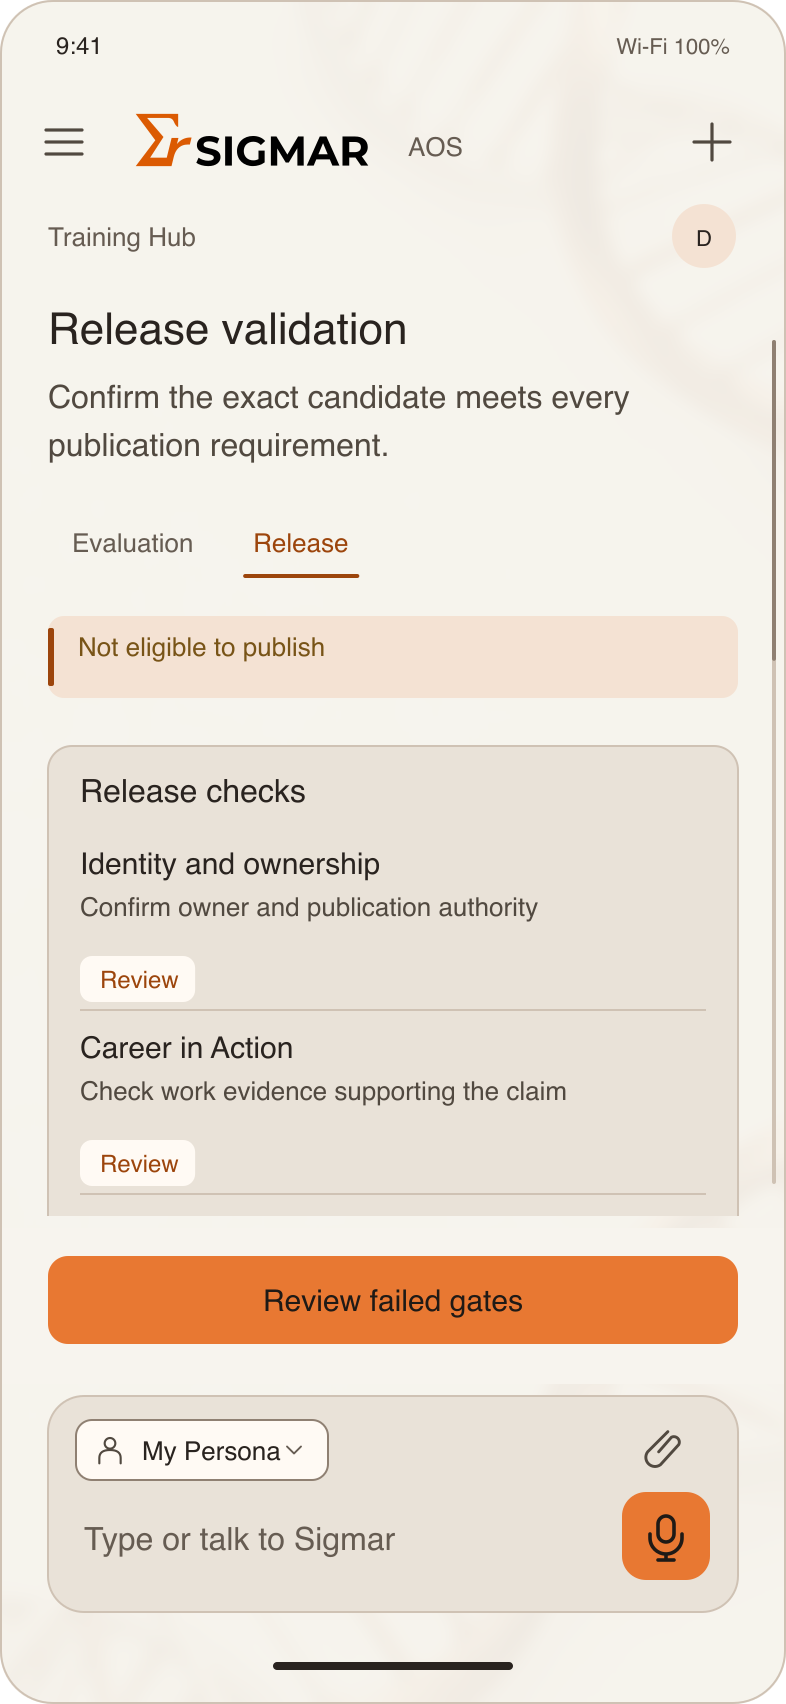 9:41
Wi-Fi 100%
Σr SIGMAR
AOS
Training Hub
D
Release validation
Confirm the exact candidate meets every
publication requirement.
Evaluation
Release
Not eligible to publish
Release checks
Identity and ownership
Confirm owner and publication authority
Review
Career in Action
Check work evidence supporting the claim
Review
Review failed gates
My Persona
Type or talk to Sigmar